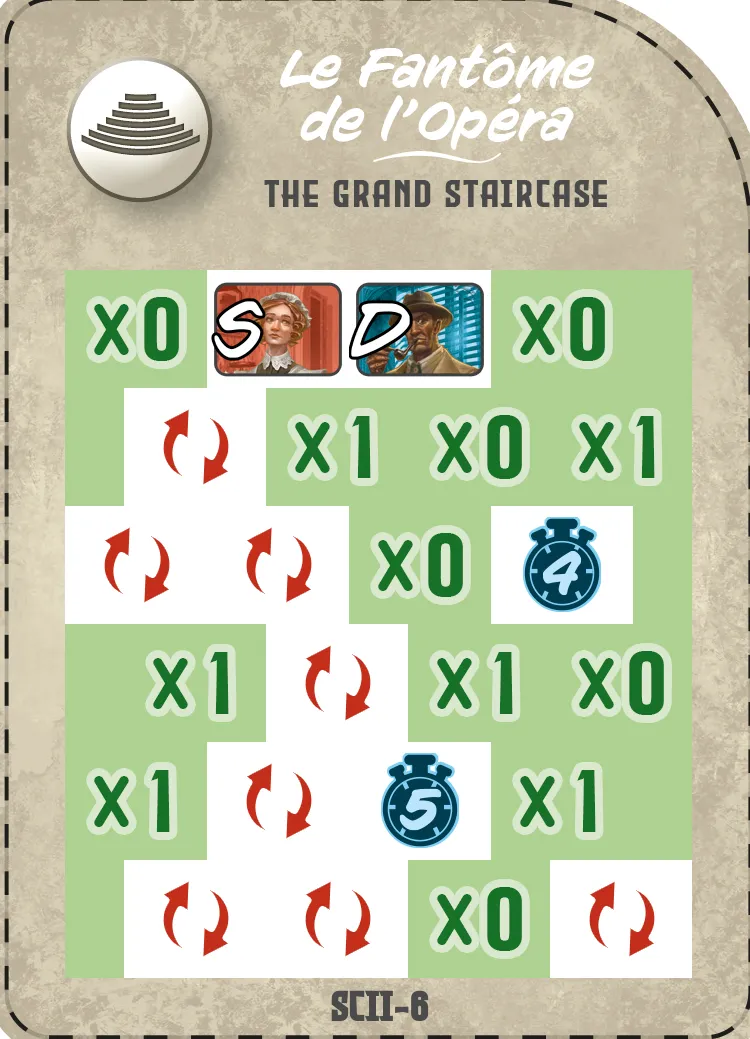 Le Fantôme
de l'Opéra
THE GRAND STAIRCASE
X0 S D X0
X1 X0 X1
X0 4
X1 X1 X0
X1 5 X1
X0
SCII-6